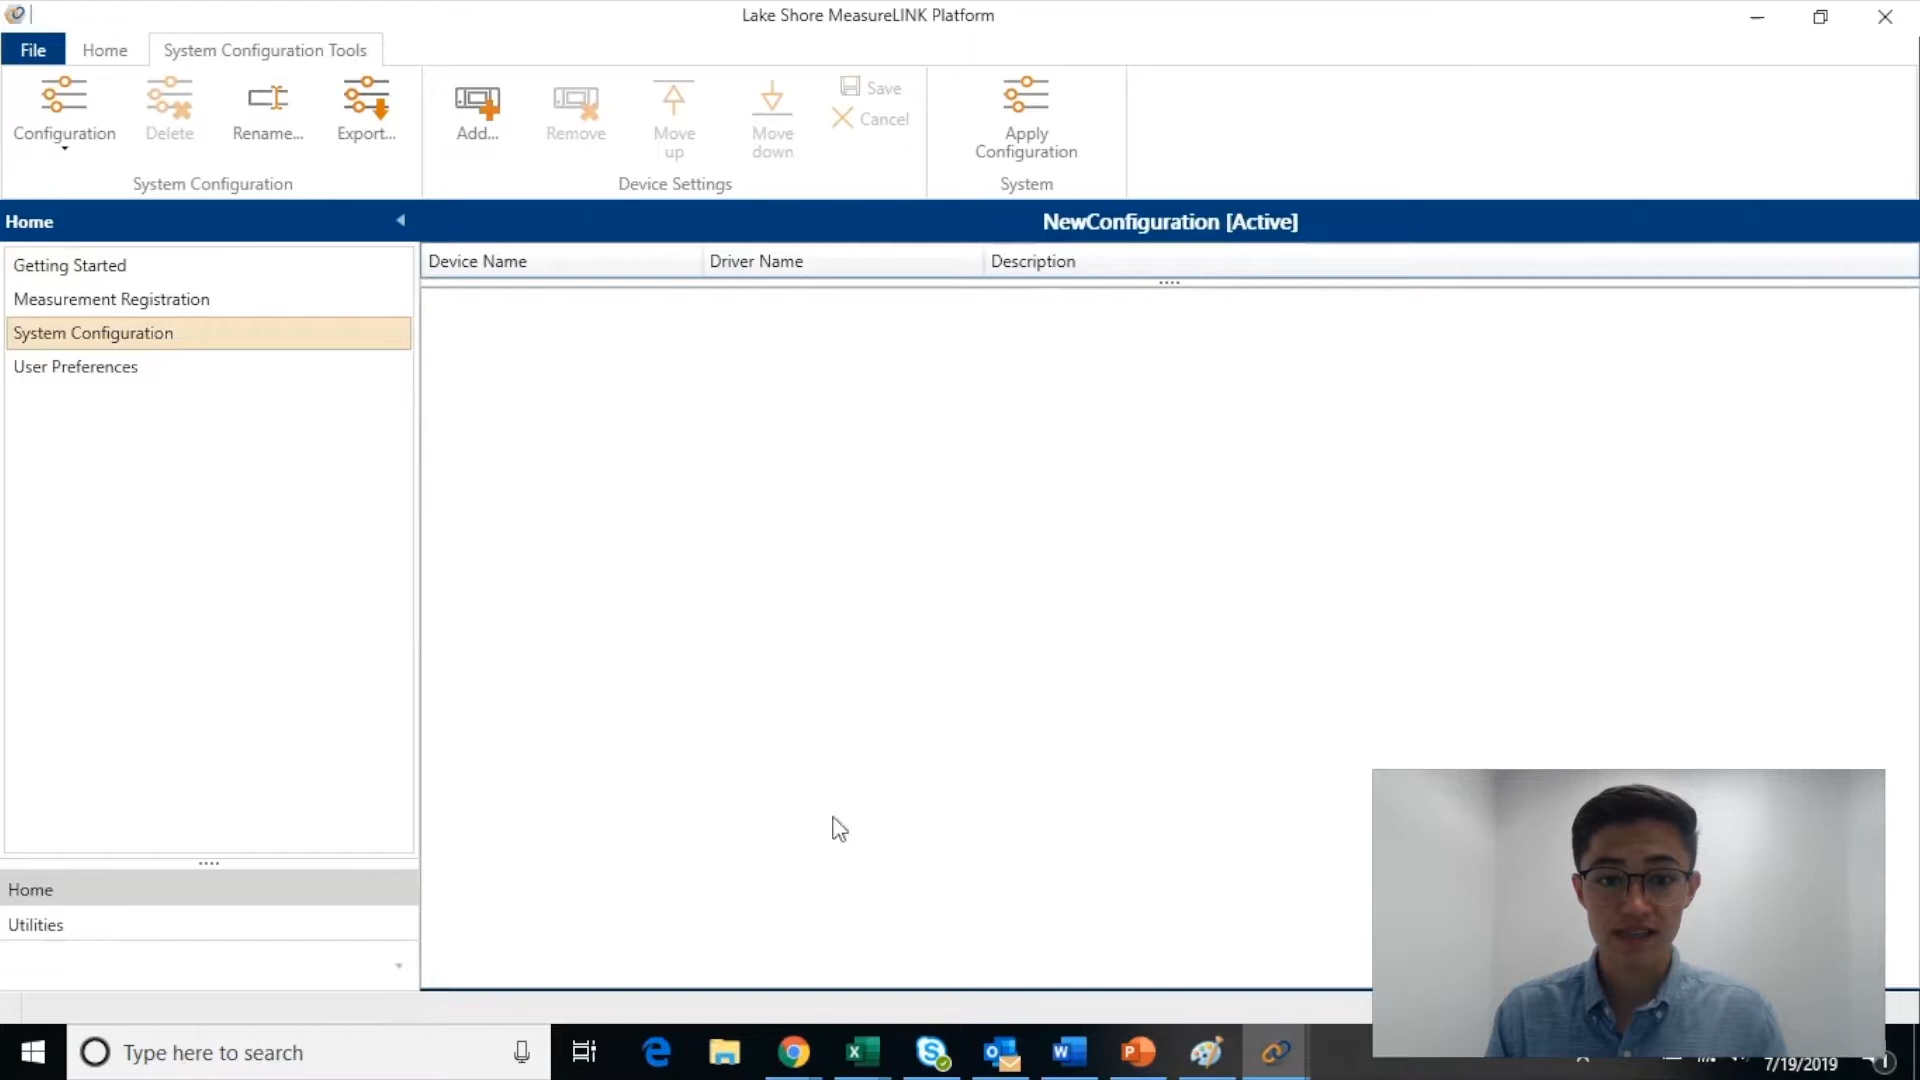 Lake Shore MeasureLINK Platform
File Home System Configuration Tools
Configuration Delete Rename... Export... Add... Remove Move up Move down Save Cancel Apply Configuration
System Configuration Device Settings System
Home NewConfiguration [Active]
Device Name Driver Name Description
Getting Started
Measurement Registration
System Configuration
User Preferences
Home
Utilities
Type here to search
7/19/2019